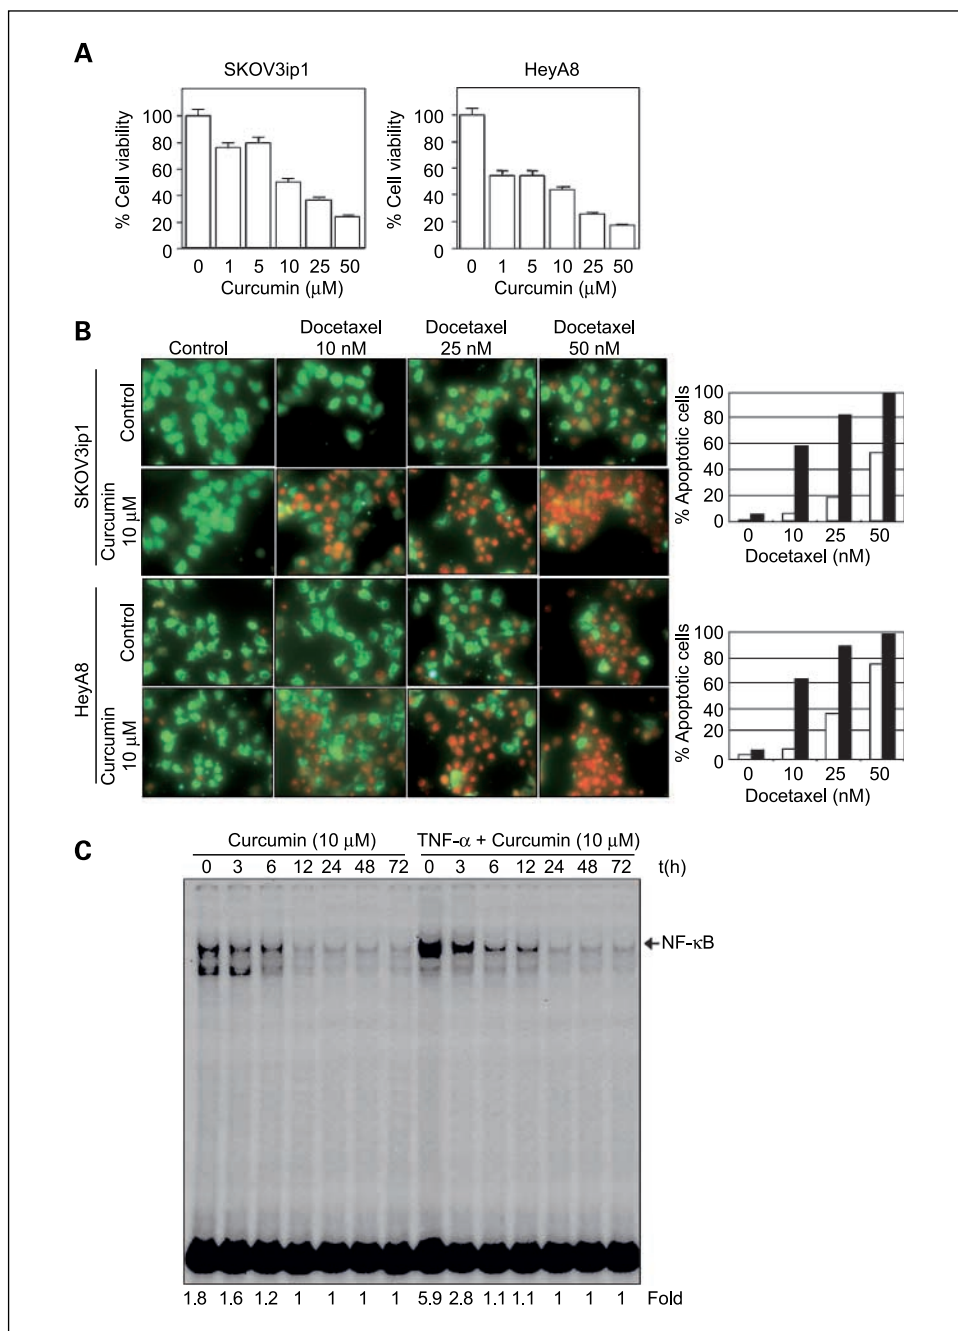 A
SKOV3ip1
HeyA8
% Cell viability
100
80
60
40
20
0
0 1 5 10 25 50
Curcumin (μM)
% Cell viability
100
80
60
40
20
0
0 1 5 10 25 50
Curcumin (μM)
B
Control
Docetaxel
10 nM
Docetaxel
25 nM
Docetaxel
50 nM
SKOV3ip1
Control
Curcumin
10 μM
HeyA8
Control
Curcumin
10 μM
% Apoptotic cells
100
80
60
40
20
0
0 10 25 50
Docetaxel (nM)
% Apoptotic cells
100
80
60
40
20
0
0 10 25 50
Docetaxel (nM)
C
Curcumin (10 μM)
TNF-α + Curcumin (10 μM)
0 3 6 12 24 48 72 0 3 6 12 24 48 72 t(h)
NF-κB
1.8 1.6 1.2 1 1 1 1 5.9 2.8 1.1 1.1 1 1 1 Fold